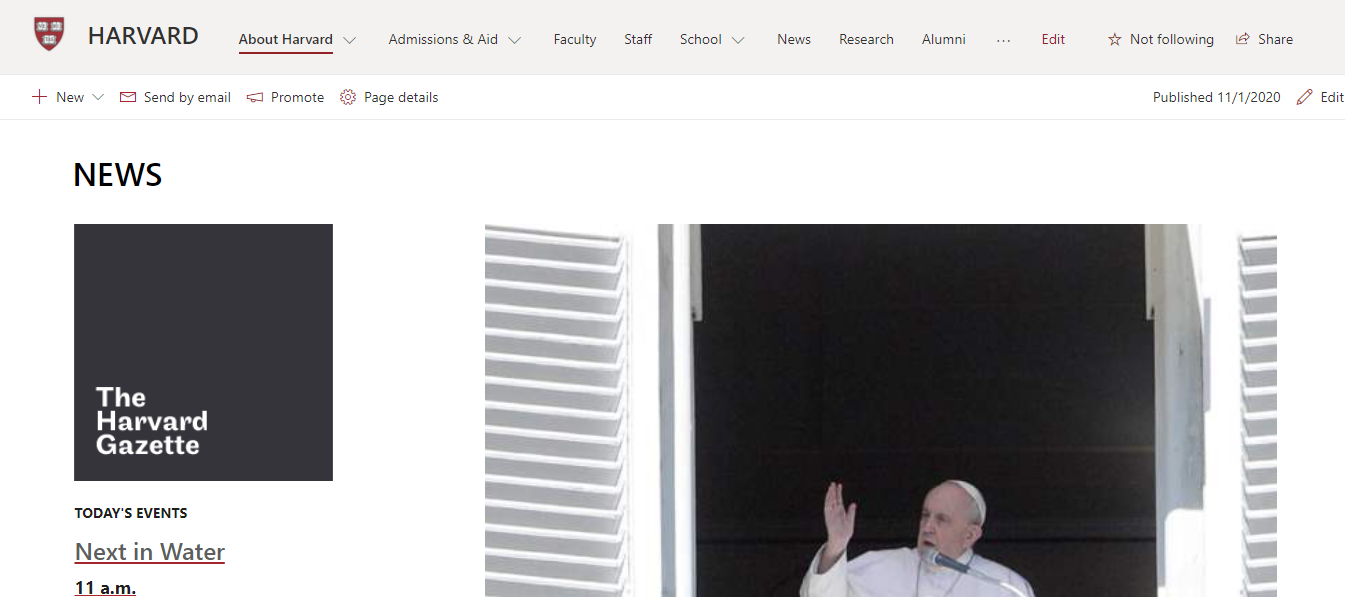 HARVARD About Harvard Admissions & Aid Faculty Staff School News Research Alumni ... Edit Not following Share
New Send by email Promote Page details Published 11/1/2020 Edit
NEWS
The
Harvard
Gazette
TODAY'S EVENTS
Next in Water
11 a.m.